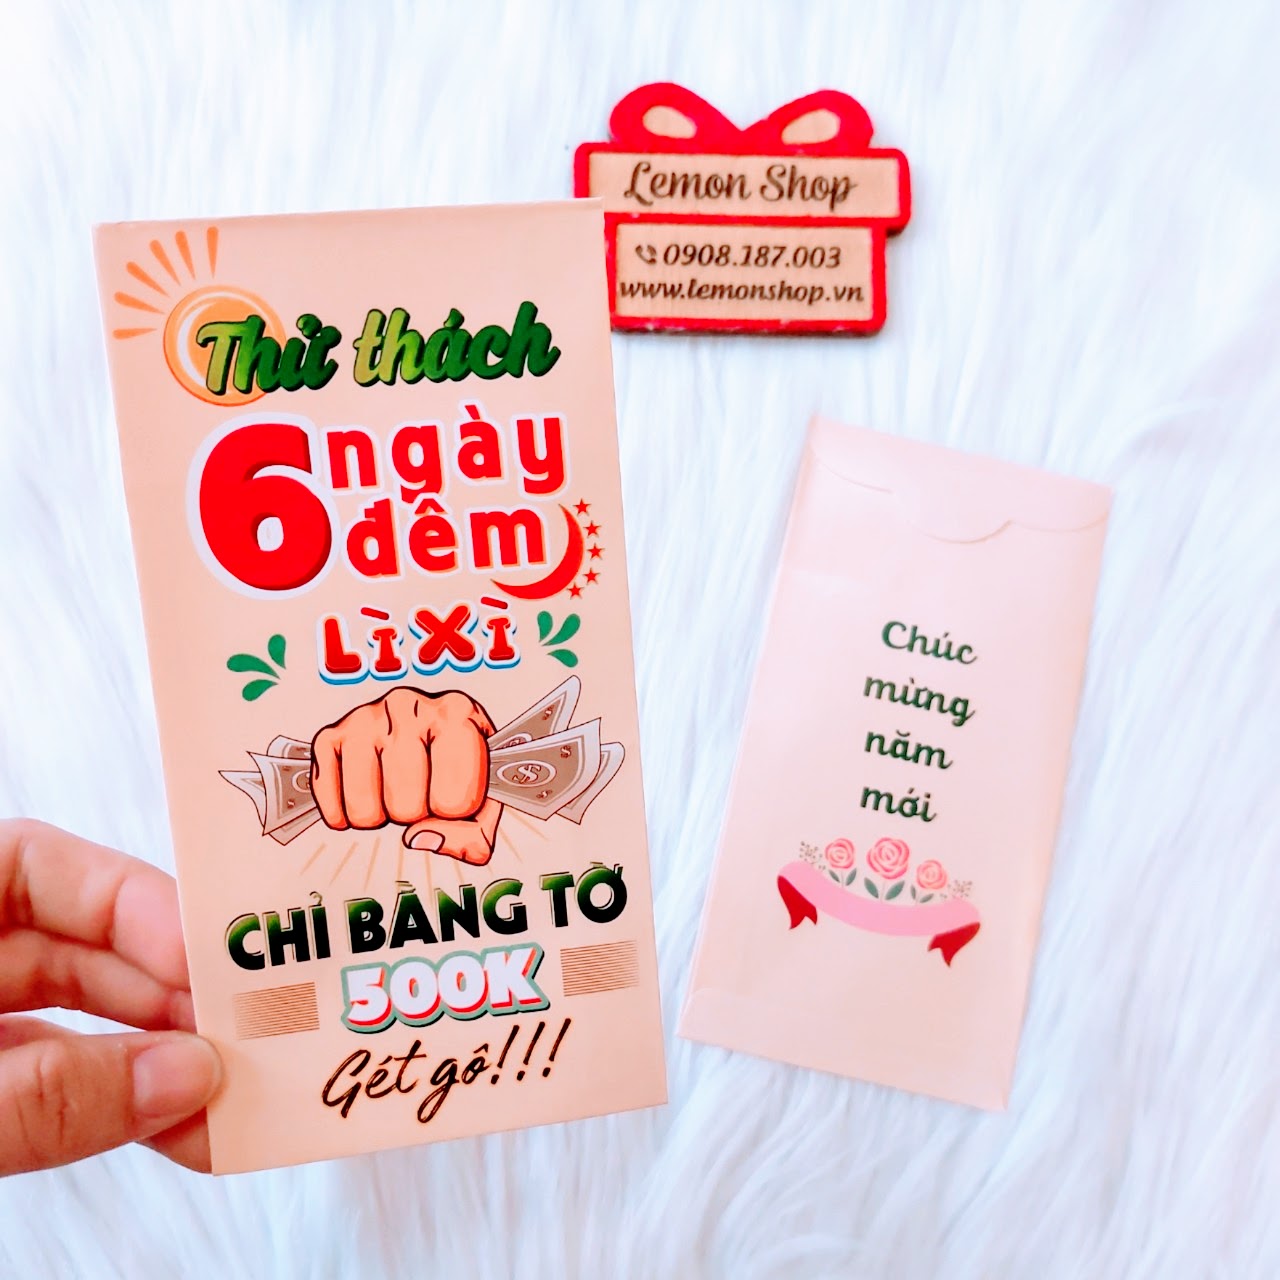 Lemon Shop
0908.187.003
www.lemonshop.vn
Thử thách
6 ngày
đêm
Lì Xì
CHỈ BẰNG TỜ
500K
Gét gô!!!
Chúc
mừng
năm
mới